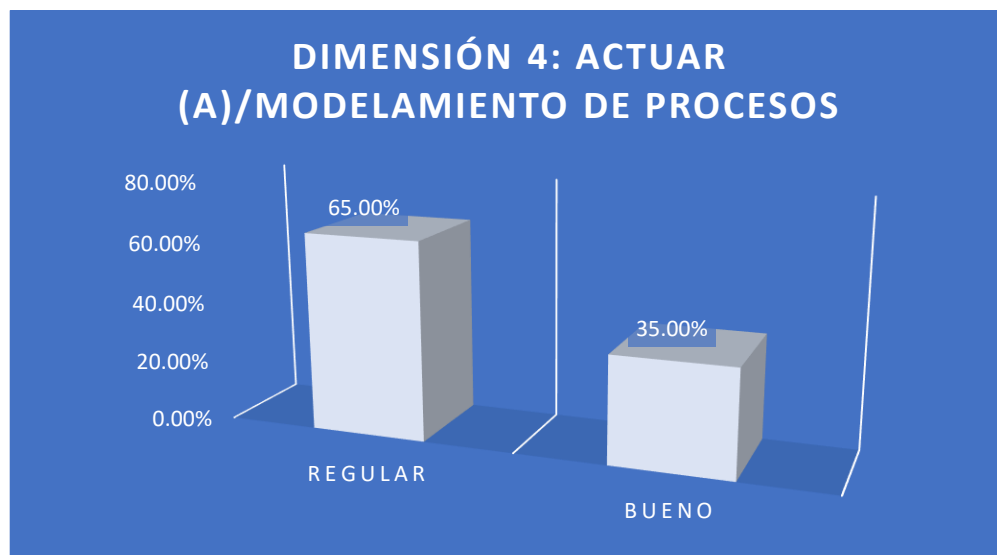 DIMENSIÓN 4: ACTUAR
(A)/MODELAMIENTO DE PROCESOS
80.00%
60.00%
40.00%
20.00%
0.00%
65.00%
35.00%
REGULAR
BUENO